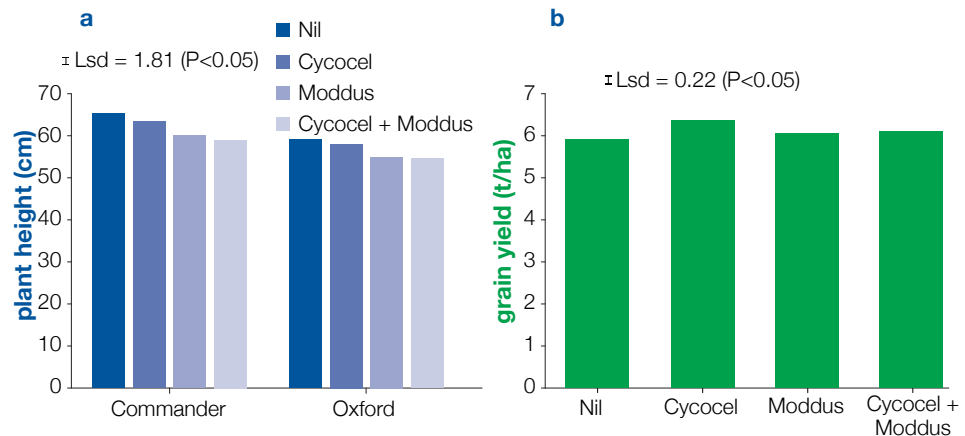 a
Nil
Cycocel
Moddus
Cycocel + Moddus
Lsd = 1.81 (P<0.05)
plant height (cm)
70
60
50
40
30
20
10
0
Commander
Oxford
b
Lsd = 0.22 (P<0.05)
grain yield (t/ha)
7
6
5
4
3
2
1
0
Nil
Cycocel
Moddus
Cycocel +
Moddus